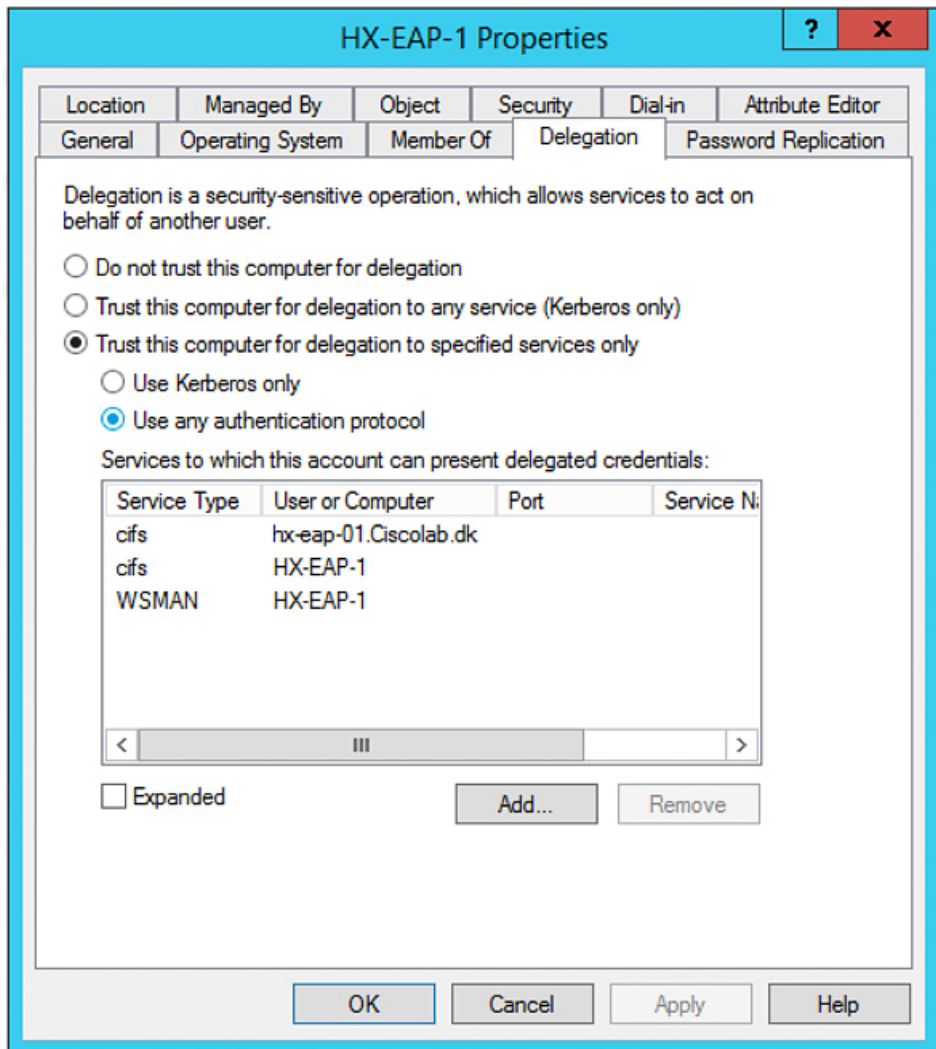 HX-EAP-1 Properties
?
x
Location Managed By Object Security Dial-in Attribute Editor
General Operating System Member Of Delegation Password Replication
Delegation is a security-sensitive operation, which allows services to act on
behalf of another user.
Do not trust this computer for delegation
Trust this computer for delegation to any service (Kerberos only)
Trust this computer for delegation to specified services only
Use Kerberos only
Use any authentication protocol
Services to which this account can present delegated credentials:
Service Type User or Computer Port Service Na
cifs hx-eap-01.Ciscolab.dk
cifs HX-EAP-1
WSMAN HX-EAP-1
Expanded
Add... Remove
OK Cancel Apply Help